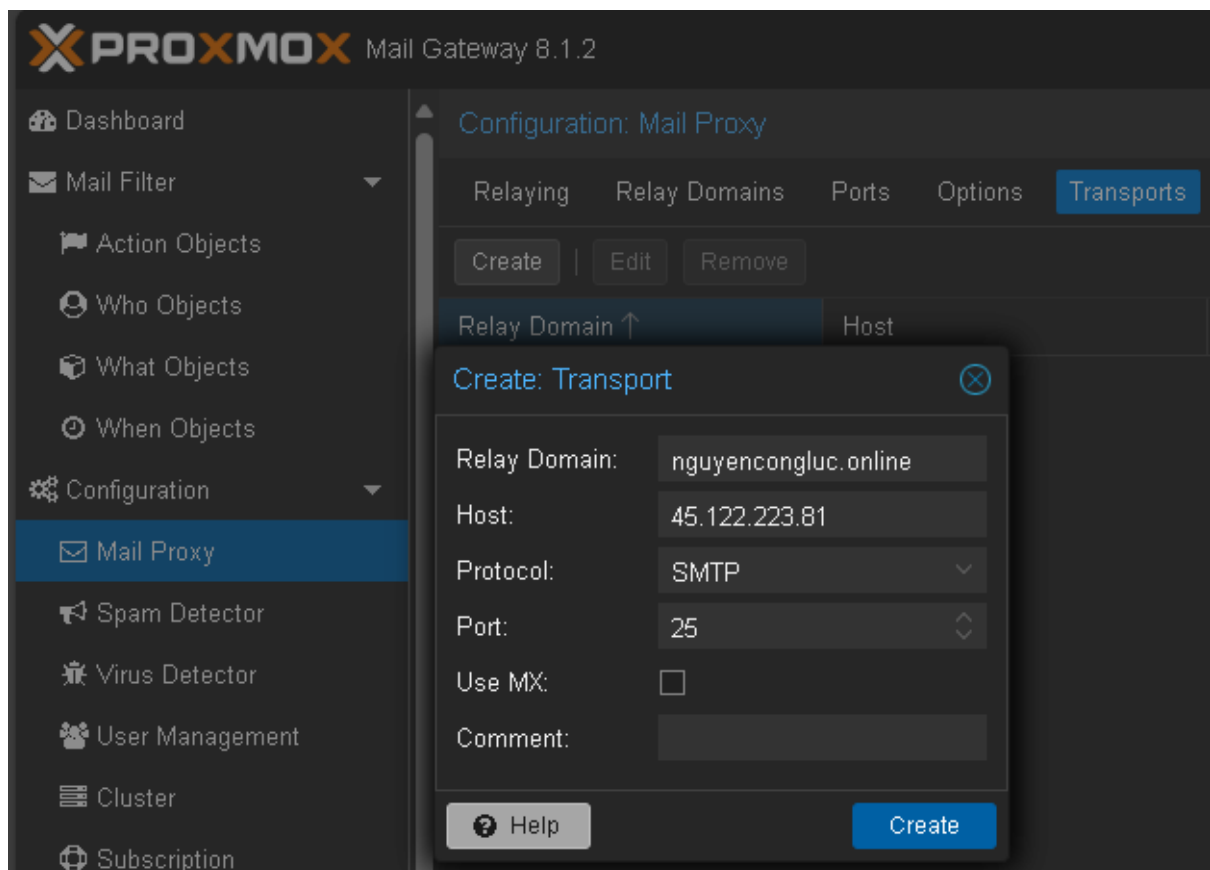 PROXMOX Mail Gateway 8.1.2
Dashboard
Mail Filter
Action Objects
Who Objects
What Objects
When Objects
Configuration
Mail Proxy
Spam Detector
Virus Detector
User Management
Cluster
Subscription
Configuration: Mail Proxy
Relaying Relay Domains Ports Options Transports
Create Edit Remove
Relay Domain Host
Create: Transport
Relay Domain: nguyencongluc.online
Host: 45.122.223.81
Protocol: SMTP
Port: 25
Use MX:
Comment:
Help Create